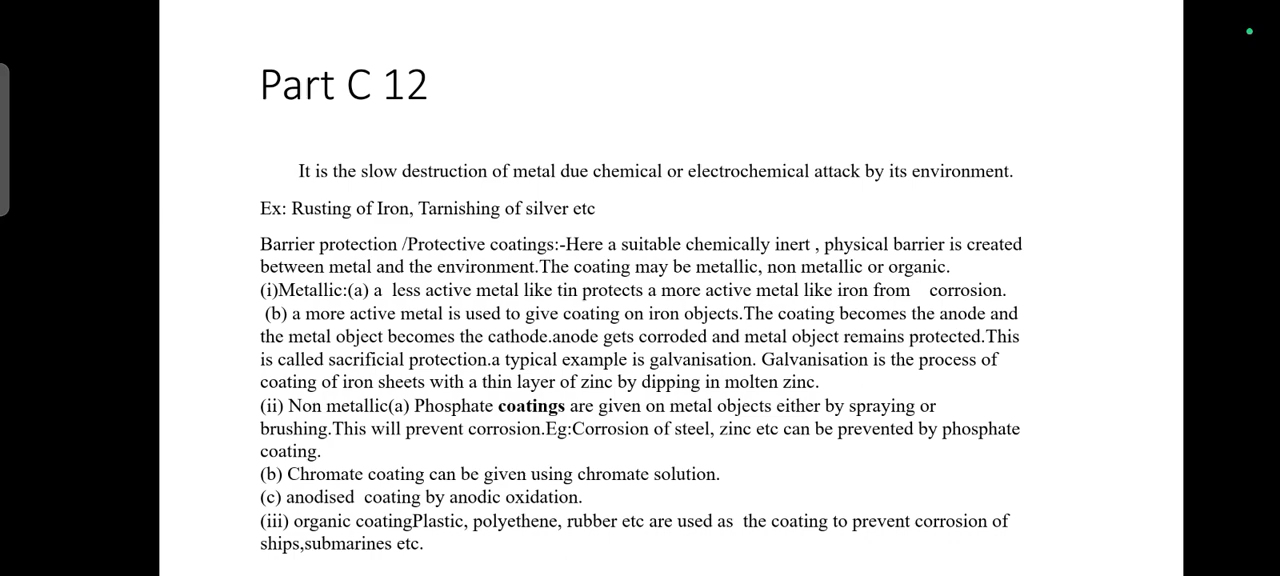 Part C 12
It is the slow destruction of metal due chemical or electrochemical attack by its environment.
Ex: Rusting of Iron, Tarnishing of silver etc
Barrier protection /Protective coatings:-Here a suitable chemically inert , physical barrier is created
between metal and the environment.The coating may be metallic, non metallic or organic.
(i)Metallic:(a) a  less active metal like tin protects a more active metal like iron from    corrosion.
(b) a more active metal is used to give coating on iron objects.The coating becomes the anode and
the metal object becomes the cathode.anode gets corroded and metal object remains protected.This
is called sacrificial protection.a typical example is galvanisation. Galvanisation is the process of
coating of iron sheets with a thin layer of zinc by dipping in molten zinc.
(ii) Non metallic(a) Phosphate coatings are given on metal objects either by spraying or
brushing.This will prevent corrosion.Eg:Corrosion of steel, zinc etc can be prevented by phosphate
coating.
(b) Chromate coating can be given using chromate solution.
(c) anodised  coating by anodic oxidation.
(iii) organic coatingPlastic, polyethene, rubber etc are used as  the coating to prevent corrosion of
ships,submarines etc.